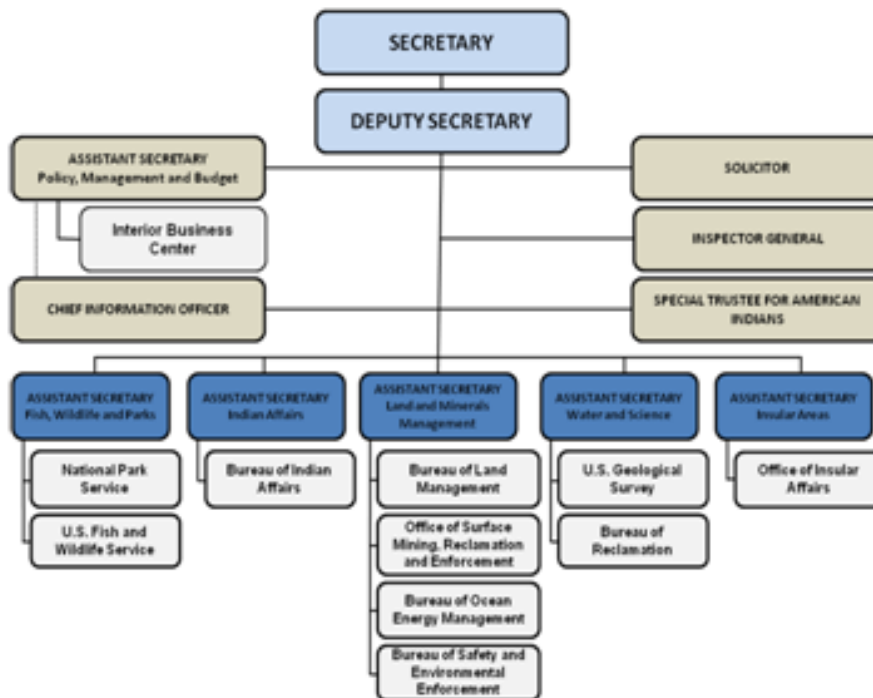 SECRETARY
DEPUTY SECRETARY
ASSISTANT SECRETARY
Policy, Management and Budget
SOLICITOR
Interior Business
Center
INSPECTOR GENERAL
CHIEF INFORMATION OFFICER
SPECIAL TRUSTEE FOR AMERICAN
INDIANS
ASSISTANT SECRETARY
Fish, Wildlife and Parks
ASSISTANT SECRETARY
Indian Affairs
ASSISTANT SECRETARY
Land and Minerals
Management
ASSISTANT SECRETARY
Water and Science
ASSISTANT SECRETARY
Insular Areas
National Park
Service
U.S. Fish and
Wildlife Service
Bureau of Indian
Affairs
Bureau of Land
Management
Office of Surface
Mining, Reclamation
and Enforcement
Bureau of Ocean
Energy Management
Bureau of Safety and
Environmental
Enforcement
U.S. Geological
Survey
Bureau of
Reclamation
Office of Insular
Affairs